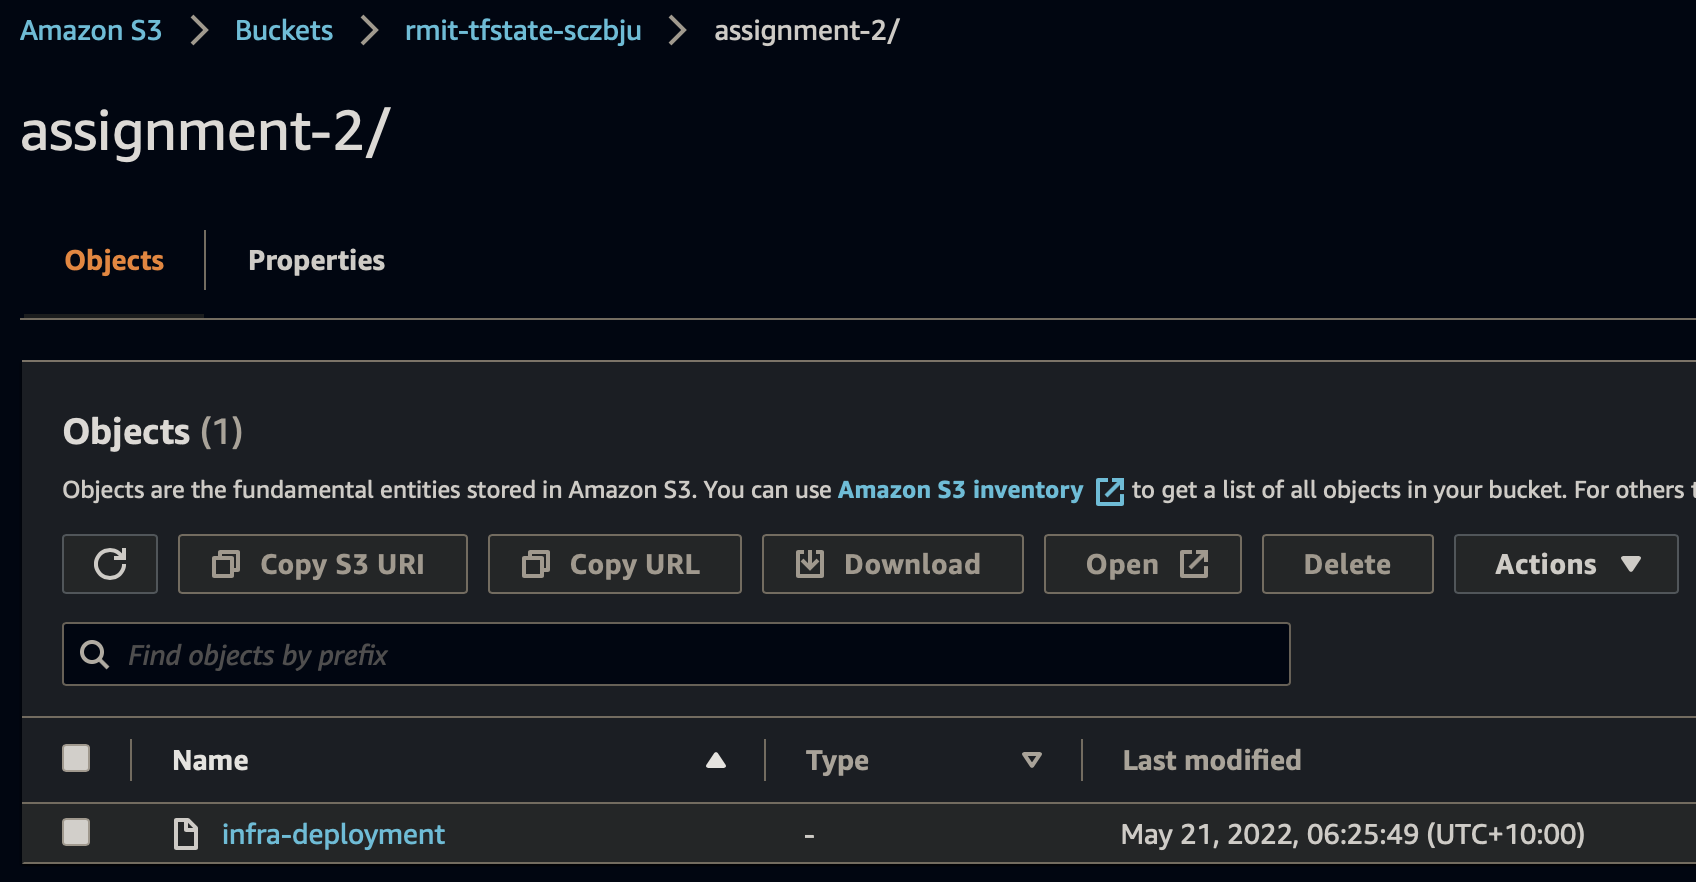 Amazon S3 > Buckets > rmit-tfstate-sczbju > assignment-2/
assignment-2/
Objects Properties
Objects (1)
Objects are the fundamental entities stored in Amazon S3. You can use Amazon S3 inventory to get a list of all objects in your bucket. For others
Copy S3 URI Copy URL Download Open Delete Actions
Find objects by prefix
Name Type Last modified
infra-deployment - May 21, 2022, 06:25:49 (UTC+10:00)